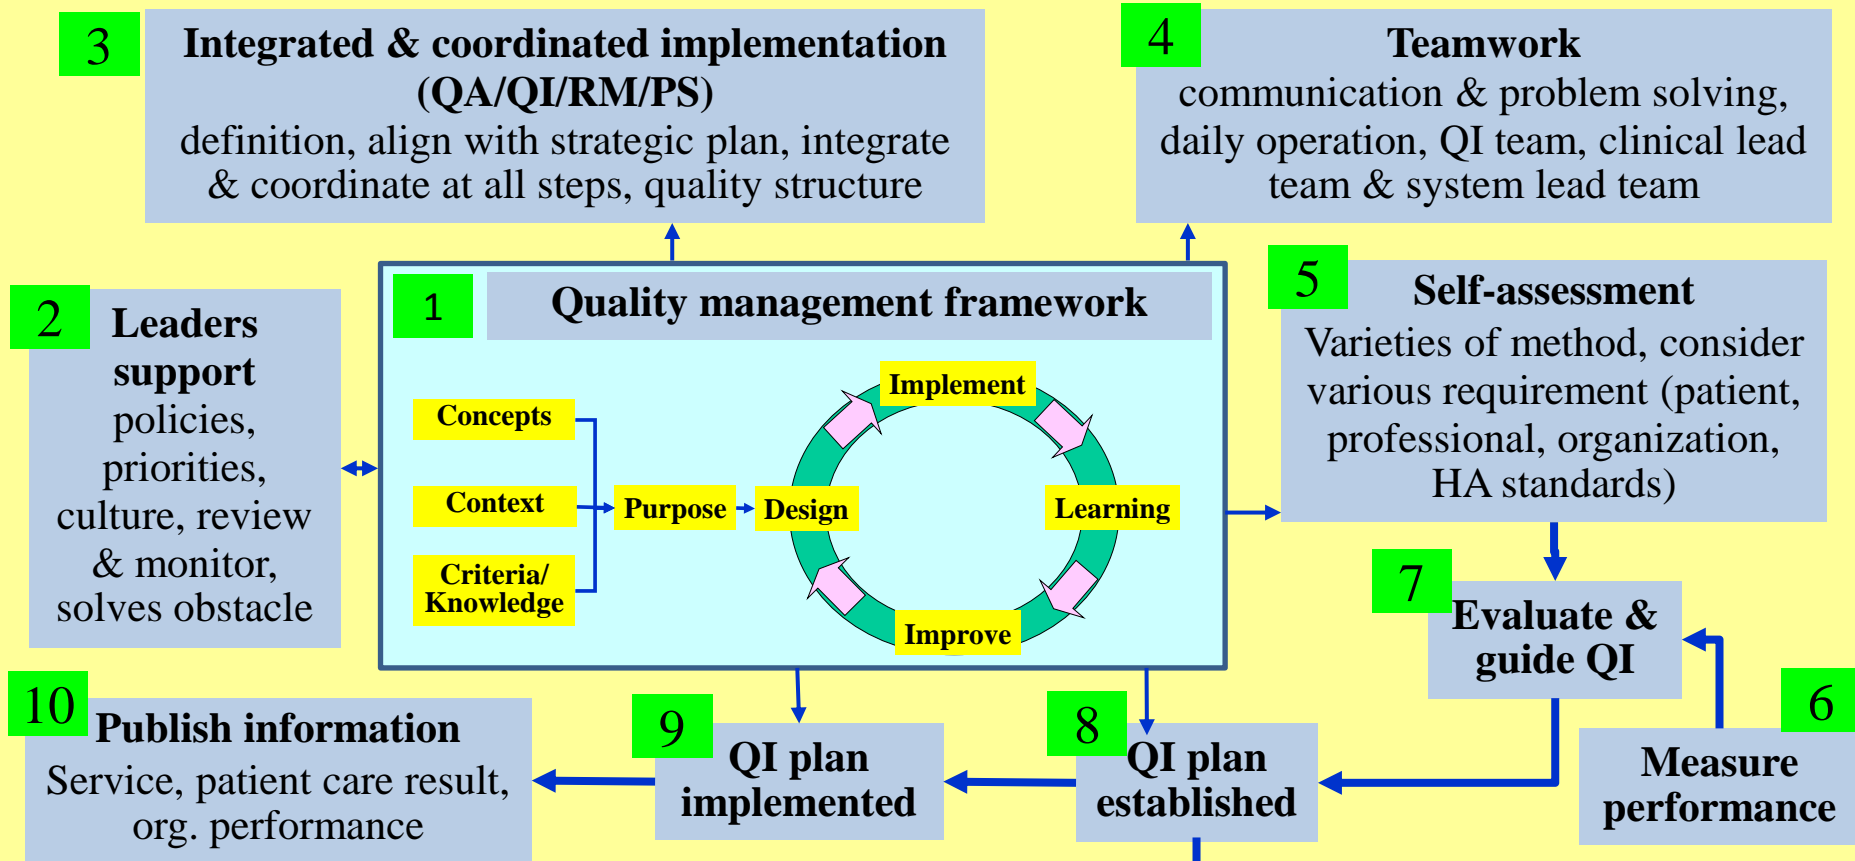 3
Integrated & coordinated implementation
(QA/QI/RM/PS)
definition, align with strategic plan, integrate
& coordinate at all steps, quality structure
4
Teamwork
communication & problem solving,
daily operation, QI team, clinical lead
team & system lead team
2
Leaders
support
policies,
priorities,
culture, review
& monitor,
solves obstacle
1
Quality management framework
Concepts
Context
Criteria/
Knowledge
Purpose
Design
Implement
Learning
Improve
5
Self-assessment
Varieties of method, consider
various requirement (patient,
professional, organization,
HA standards)
7
Evaluate &
guide QI
6
Measure
performance
8
QI plan
established
9
QI plan
implemented
10
Publish information
Service, patient care result,
org. performance